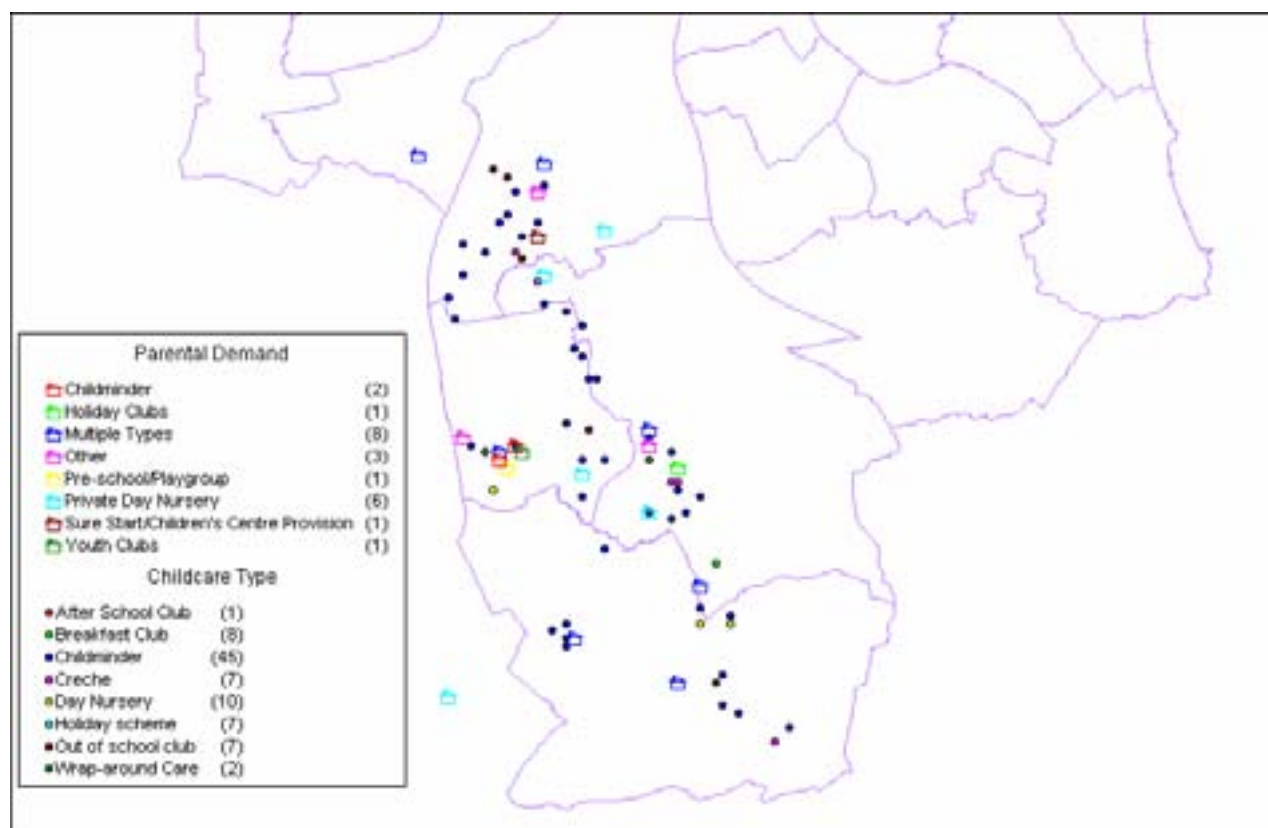 Parental Demand
Childminder (2)
Holiday Clubs (1)
Multiple Types (8)
Other (3)
Pre-school/Playgroup (1)
Private Day Nursery (6)
Sure Start/Children's Centre Provision (1)
Youth Clubs (1)
Childcare Type
After School Club (1)
Breakfast Club (8)
Childminder (45)
Creche (7)
Day Nursery (10)
Holiday scheme (7)
Out of school club (7)
Wrap-around Care (2)